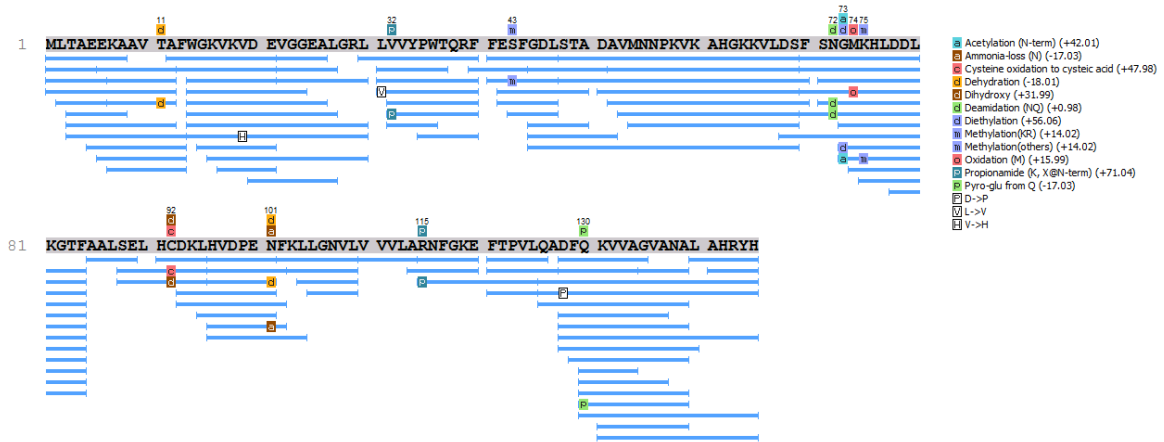 73
11 32 43 72 a 74 75
d p m d d o m
1 MLTAEEKAAV TAFWGKVKVD EVGGEALGRL LVVYPWTQRF FESFGDLSTA DAVMNNPKVK AHGKKVLDSF SNGMKHLDDL
m
V o
d d
p d
H
d
a m
92 101 115 130
d d
c a p p
81 KGTFAALSEL HCDKLHVDPE NFKLLGNVLV VVLARNFGKE FTPVLQADFQ KVVAGVANAL AHRYH
c
d d p
P
a
p
a Acetylation (N-term) (+42.01)
a Ammonia-loss (N) (-17.03)
c Cysteine oxidation to cysteic acid (+47.98)
d Dehydration (-18.01)
d Dihydroxy (+31.99)
d Deamidation (NQ) (+0.98)
d Diethylation (+56.06)
m Methylation(KR) (+14.02)
m Methylation(others) (+14.02)
o Oxidation (M) (+15.99)
p Propionamide (K, X@N-term) (+71.04)
p Pyro-glu from Q (-17.03)
P D->P
V L->V
H V->H